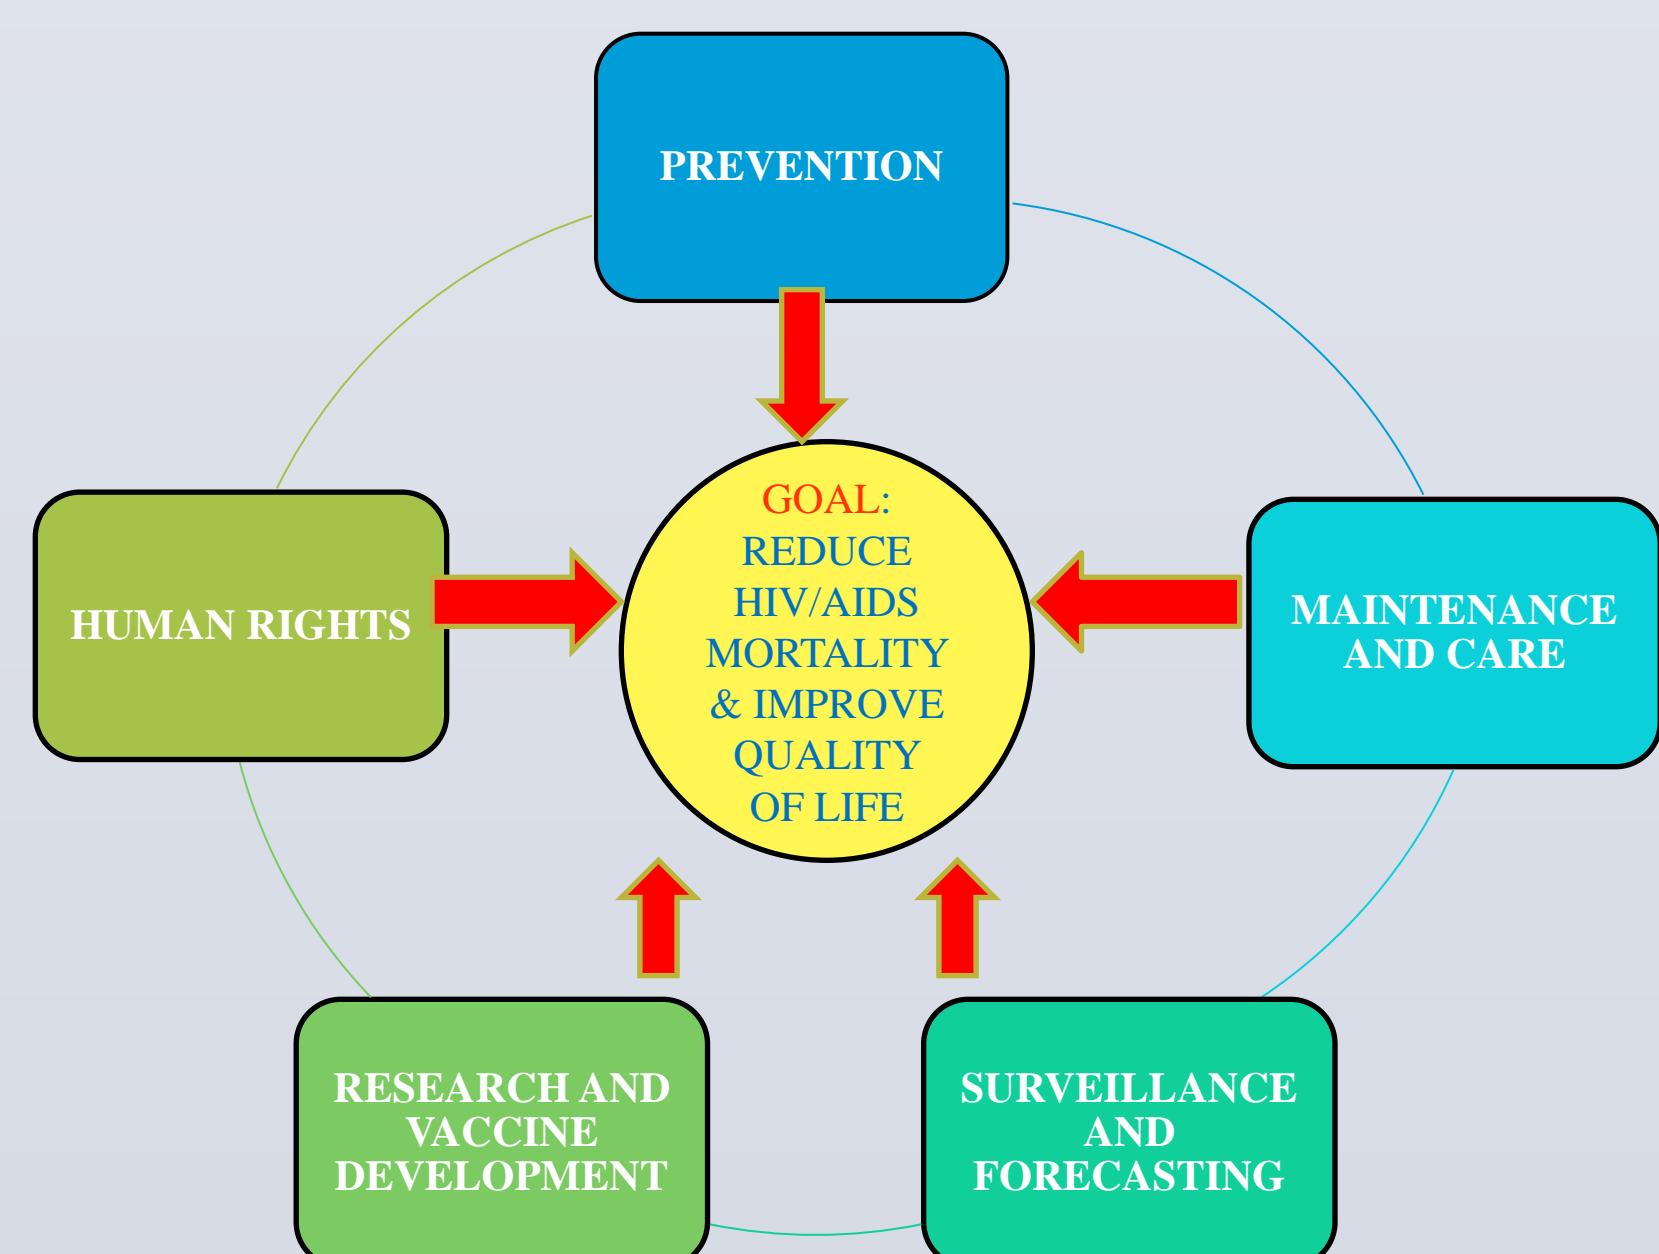 PREVENTION
GOAL:
REDUCE
HIV/AIDS
MORTALITY
& IMPROVE
QUALITY
OF LIFE
HUMAN RIGHTS
MAINTENANCE
AND CARE
RESEARCH AND
VACCINE
DEVELOPMENT
SURVEILLANCE
AND
FORECASTING